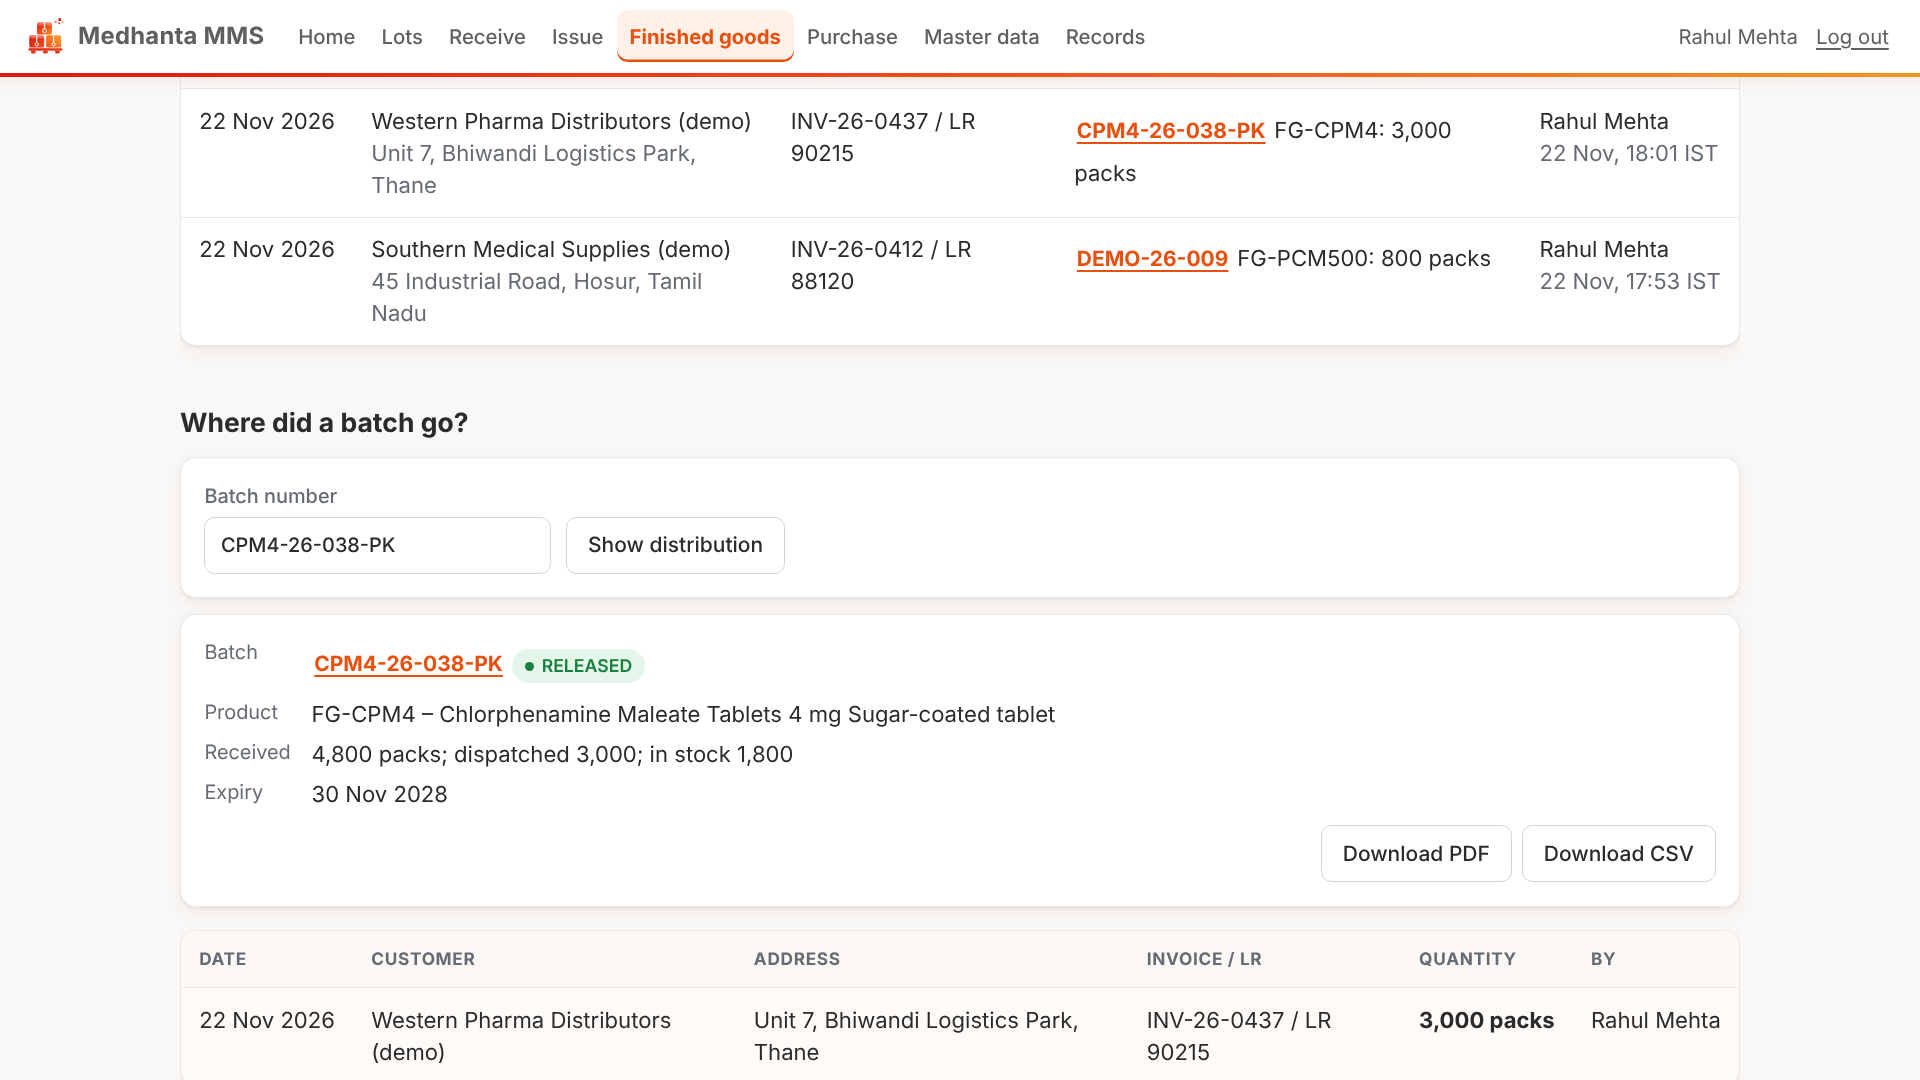 Medhanta MMS Home Lots Receive Issue Finished goods Purchase Master data Records Rahul Mehta Log out
22 Nov 2026 Western Pharma Distributors (demo) INV-26-0437 / LR CPM4-26-038-PK FG-CPM4: 3,000 Rahul Mehta
Unit 7, Bhiwandi Logistics Park, 90215 packs 22 Nov, 18:01 IST
Thane
22 Nov 2026 Southern Medical Supplies (demo) INV-26-0412 / LR DEMO-26-009 FG-PCM500: 800 packs Rahul Mehta
45 Industrial Road, Hosur, Tamil 88120 22 Nov, 17:53 IST
Nadu
Where did a batch go?
Batch number
CPM4-26-038-PK Show distribution
Batch CPM4-26-038-PK RELEASED
Product FG-CPM4 – Chlorphenamine Maleate Tablets 4 mg Sugar-coated tablet
Received 4,800 packs; dispatched 3,000; in stock 1,800
Expiry 30 Nov 2028
Download PDF Download CSV
DATE CUSTOMER ADDRESS INVOICE / LR QUANTITY BY
22 Nov 2026 Western Pharma Distributors Unit 7, Bhiwandi Logistics Park, INV-26-0437 / LR 3,000 packs Rahul Mehta
(demo) Thane 90215